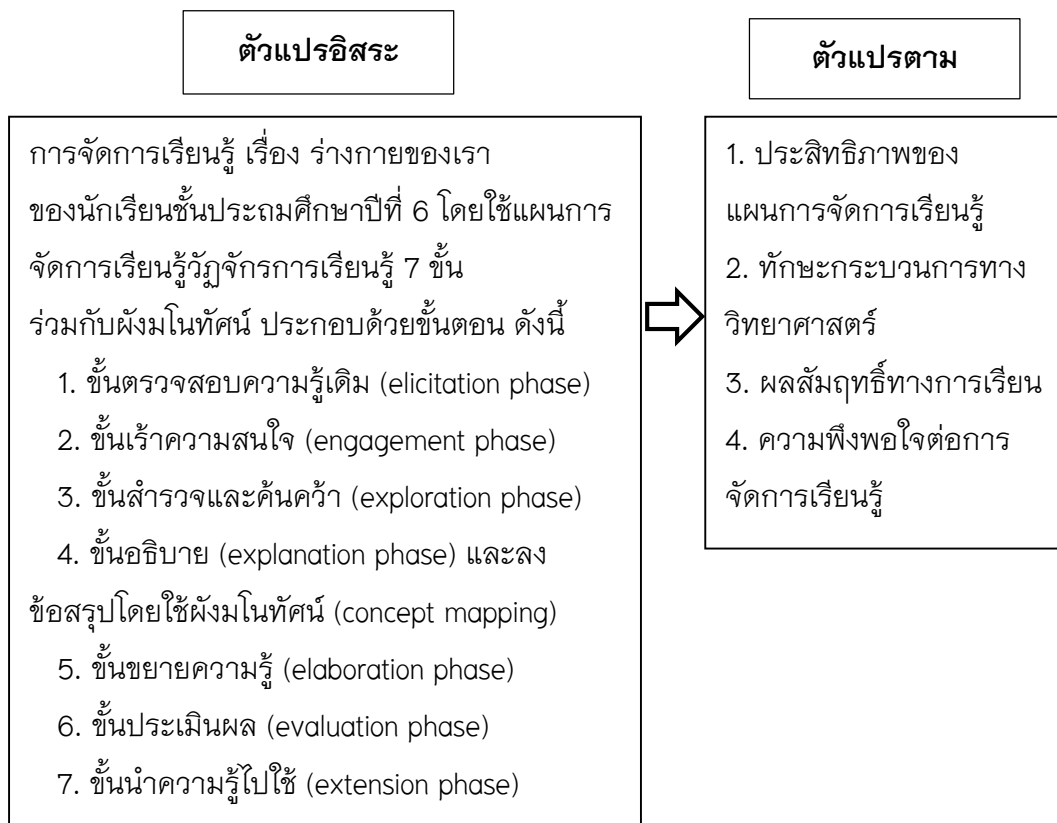 ตัวแปรอิสระ
การจัดการเรียนรู้ เรื่อง ร่างกายของเรา
ของนักเรียนชั้นประถมศึกษาปีที่ 6 โดยใช้แผนการ
จัดการเรียนรู้วัฏจักรการเรียนรู้ 7 ขั้น
ร่วมกับผังมโนทัศน์ ประกอบด้วยขั้นตอน ดังนี้
1. ขั้นตรวจสอบความรู้เดิม (elicitation phase)
2. ขั้นเร้าความสนใจ (engagement phase)
3. ขั้นสำรวจและค้นคว้า (exploration phase)
4. ขั้นอธิบาย (explanation phase) และลง
ข้อสรุปโดยใช้ผังมโนทัศน์ (concept mapping)
5. ขั้นขยายความรู้ (elaboration phase)
6. ขั้นประเมินผล (evaluation phase)
7. ขั้นนำความรู้ไปใช้ (extension phase)
ตัวแปรตาม
1. ประสิทธิภาพของ
แผนการจัดการเรียนรู้
2. ทักษะกระบวนการทาง
วิทยาศาสตร์
3. ผลสัมฤทธิ์ทางการเรียน
4. ความพึงพอใจต่อการ
จัดการเรียนรู้